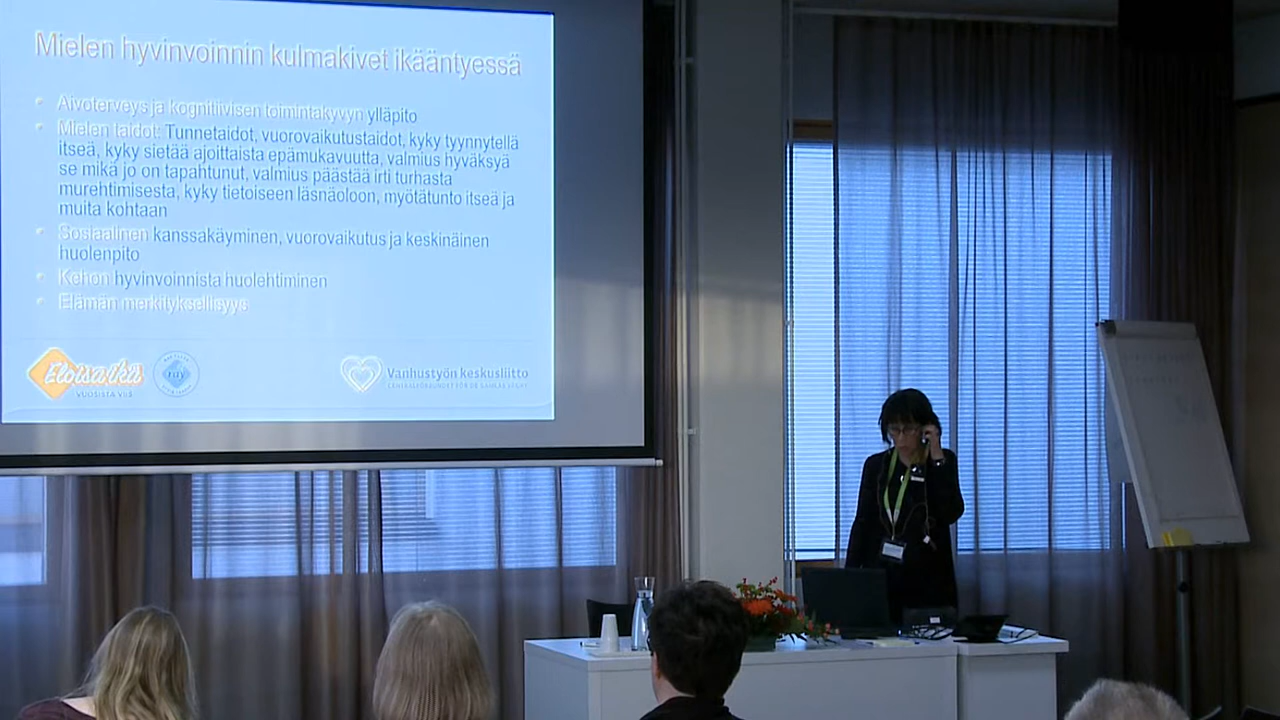 Mielen hyvinvoinnin kulmakivet ikääntyessä
Aivoterveys ja kognitiivisen toimintakyvyn ylläpito
Mielen taidot: Tunnetaidot, vuorovaikutustaidot, kyky tyynnytellä
itseä, kyky sietää ajoittaista epämukavuutta, valmius hyväksyä
se mikä jo on tapahtunut, valmius päästää irti turhasta
murehtimisesta, kyky tietoiseen läsnäoloon, myötätunto itseä ja
muita kohtaan
Sosiaalinen kanssakäyminen, vuorovaikutus ja keskinäinen
huolenpito
Kehon hyvinvoinnista huolehtiminen
Elämän merkityksellisyys
Eloisa ikä
VUOSISTA VIIS
Vanhustyön keskusliitto
CENTRALFÖRBUNDET FÖR DE GAMLAS VÄL RF